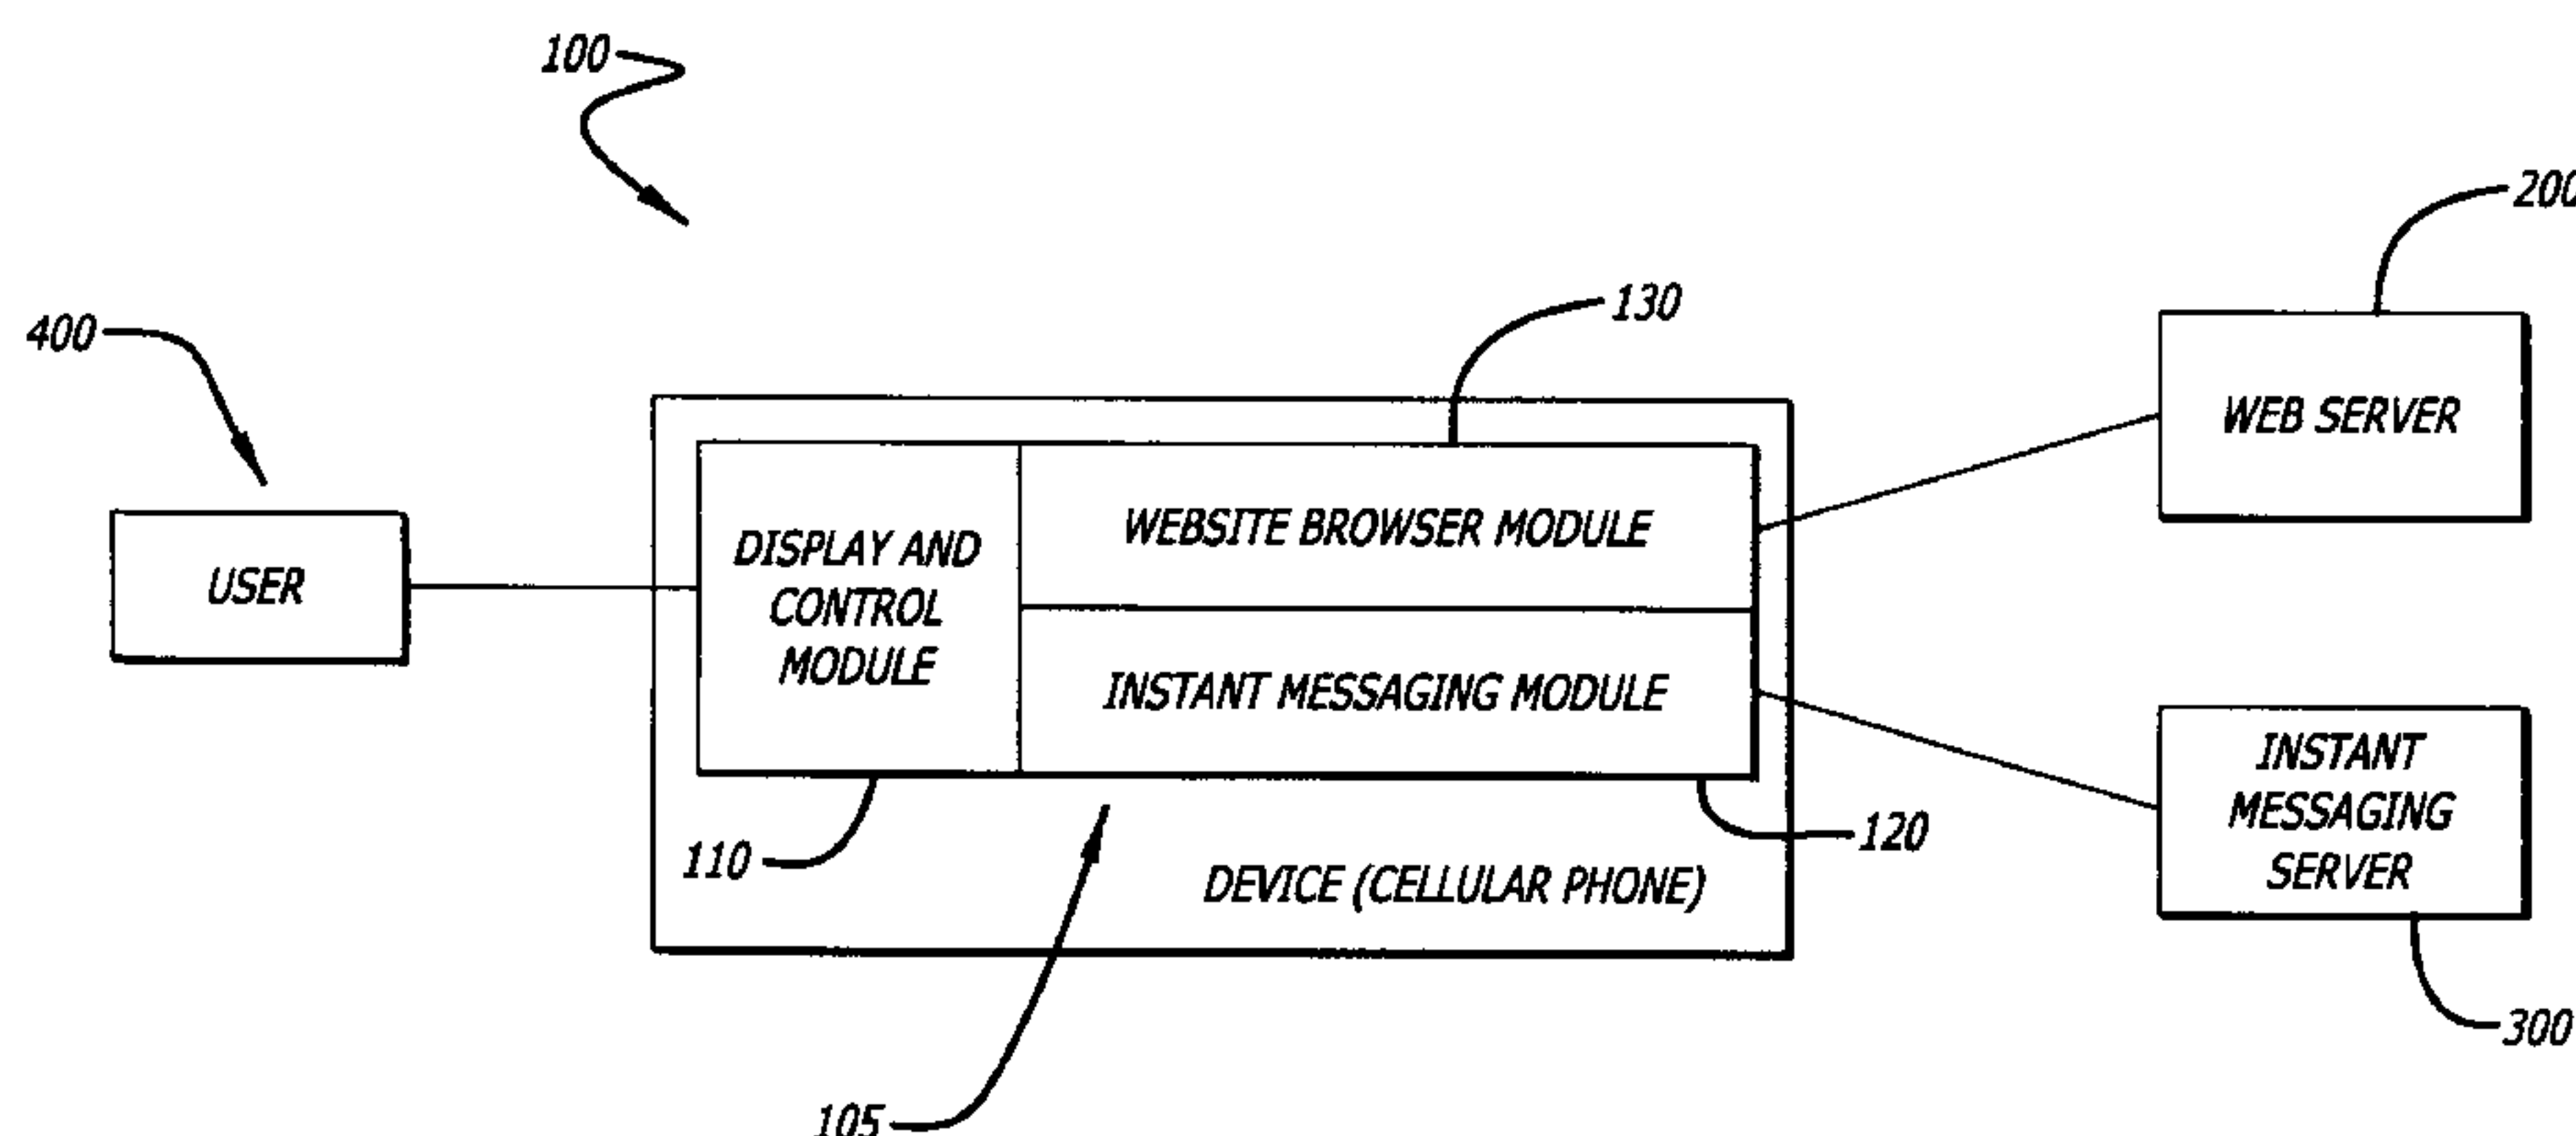 100
200
130
400
WEB SERVER
WEBSITE BROWSER MODULE
DISPLAY AND
CONTROL
MODULE
USER
INSTANT MESSAGING MODULE
INSTANT
MESSAGING
SERVER
110
120
DEVICE (CELLULAR PHONE)
300
105